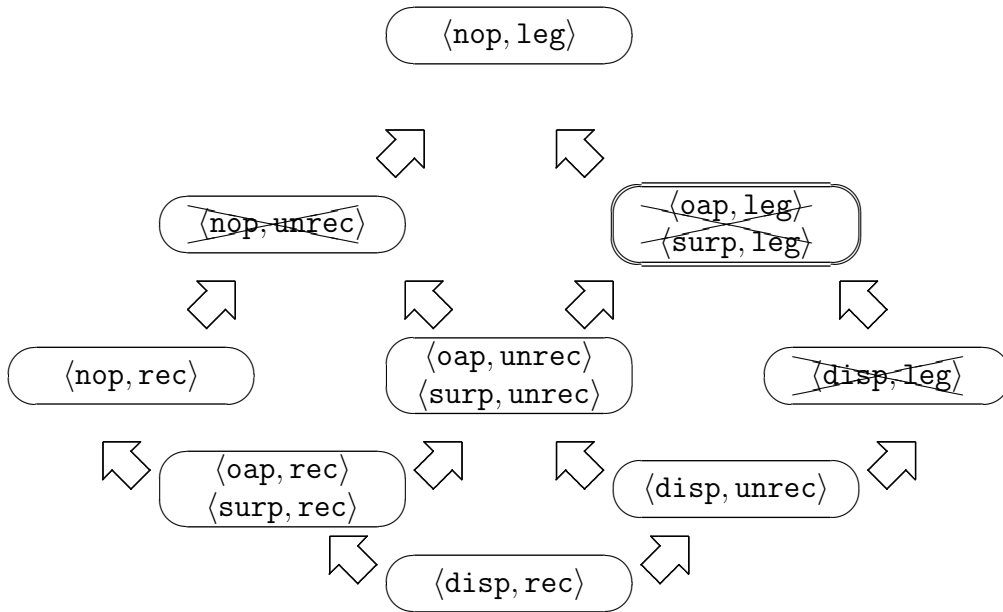 ⟨nop, leg⟩
⟨nop, unrec⟩
⟨oap, leg⟩
⟨surp, leg⟩
⟨nop, rec⟩
⟨oap, unrec⟩
⟨surp, unrec⟩
⟨disp, leg⟩
⟨oap, rec⟩
⟨surp, rec⟩
⟨disp, unrec⟩
⟨disp, rec⟩